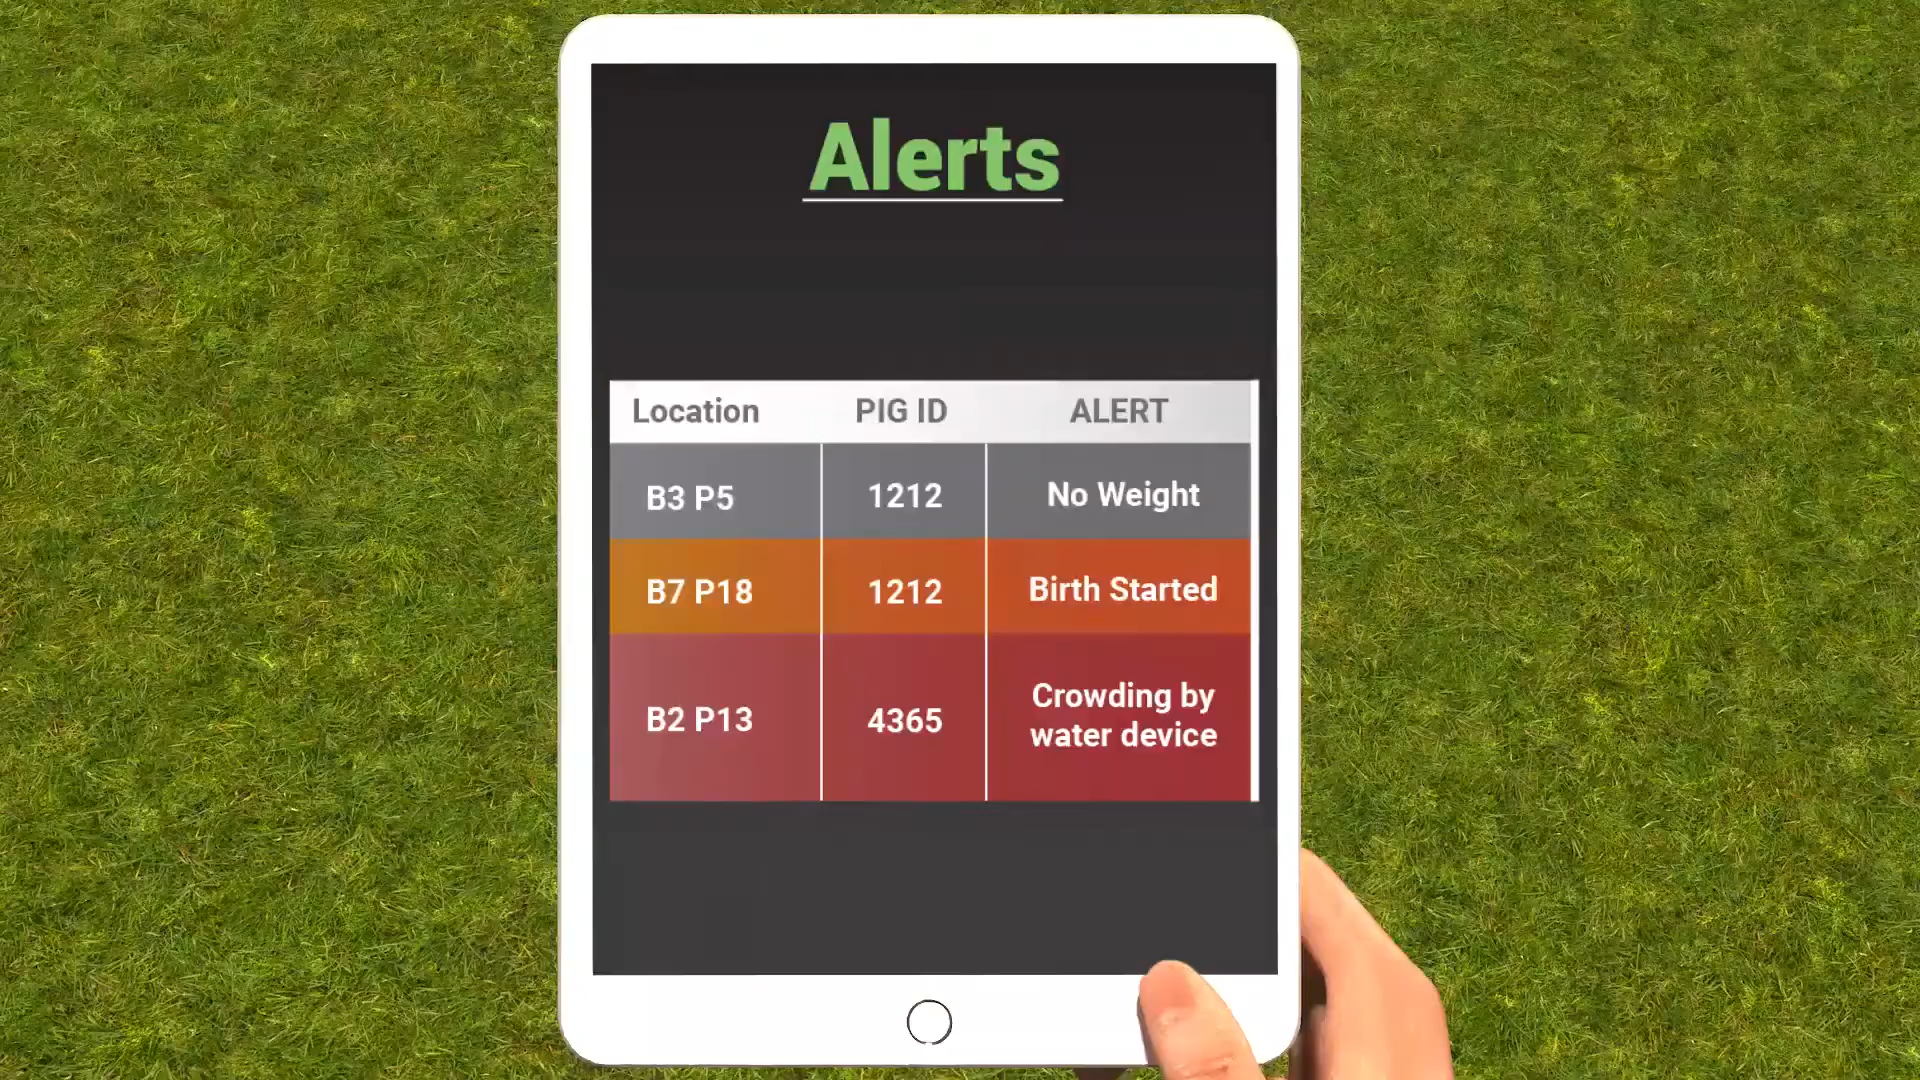 Alerts
Location PIG ID ALERT
B3 P5 1212 No Weight
B7 P18 1212 Birth Started
B2 P13 4365 Crowding by
water device